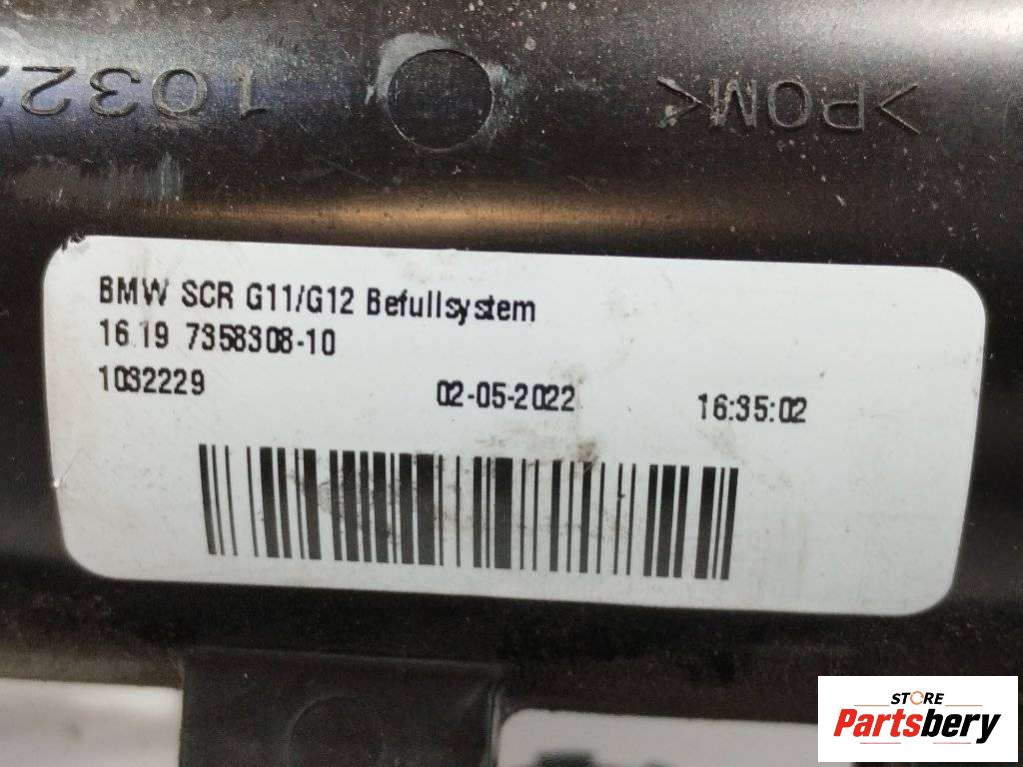 >POM<
BMW SCR G11/G12 Befullsystem
16.19 7358308-10
1032229 02-05-2022 16:35:02
STORE
Partsbery